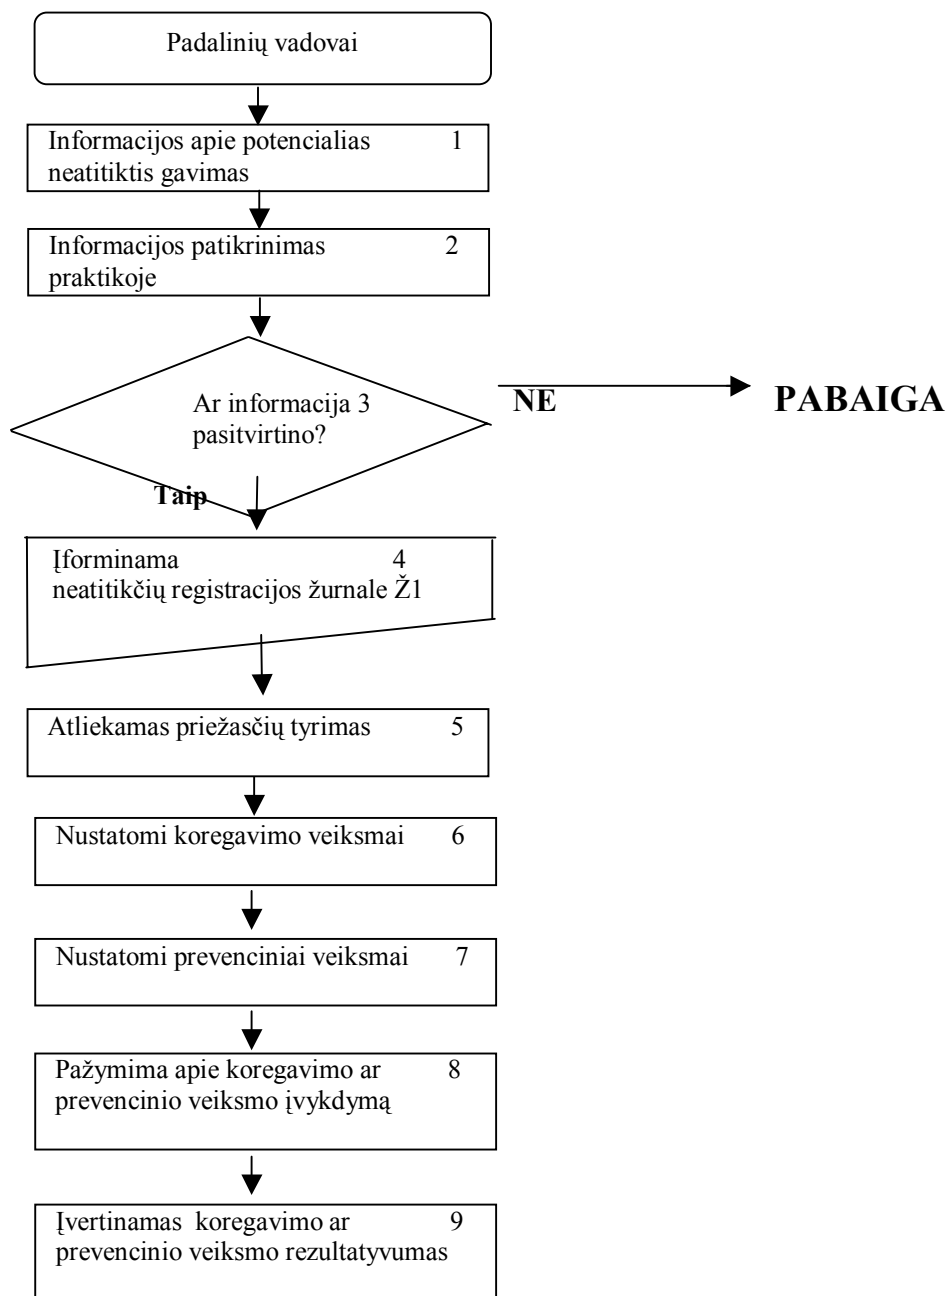 Padalinių vadovai
Informacijos apie potencialias 1
neatitiktis gavimas
Informacijos patikrinimas 2
praktikoje
Ar informacija 3
pasitvirtino?
NE
PABAIGA
Taip
Įforminama 4
neatitikčių registracijos žurnale Ž1
Atliekamas priežasčių tyrimas 5
Nustatomi koregavimo veiksmai 6
Nustatomi prevenciniai veiksmai 7
Pažymima apie koregavimo ar 8
prevencinio veiksmo įvykdymą
Įvertinamas koregavimo ar 9
prevencinio veiksmo rezultatyvumas